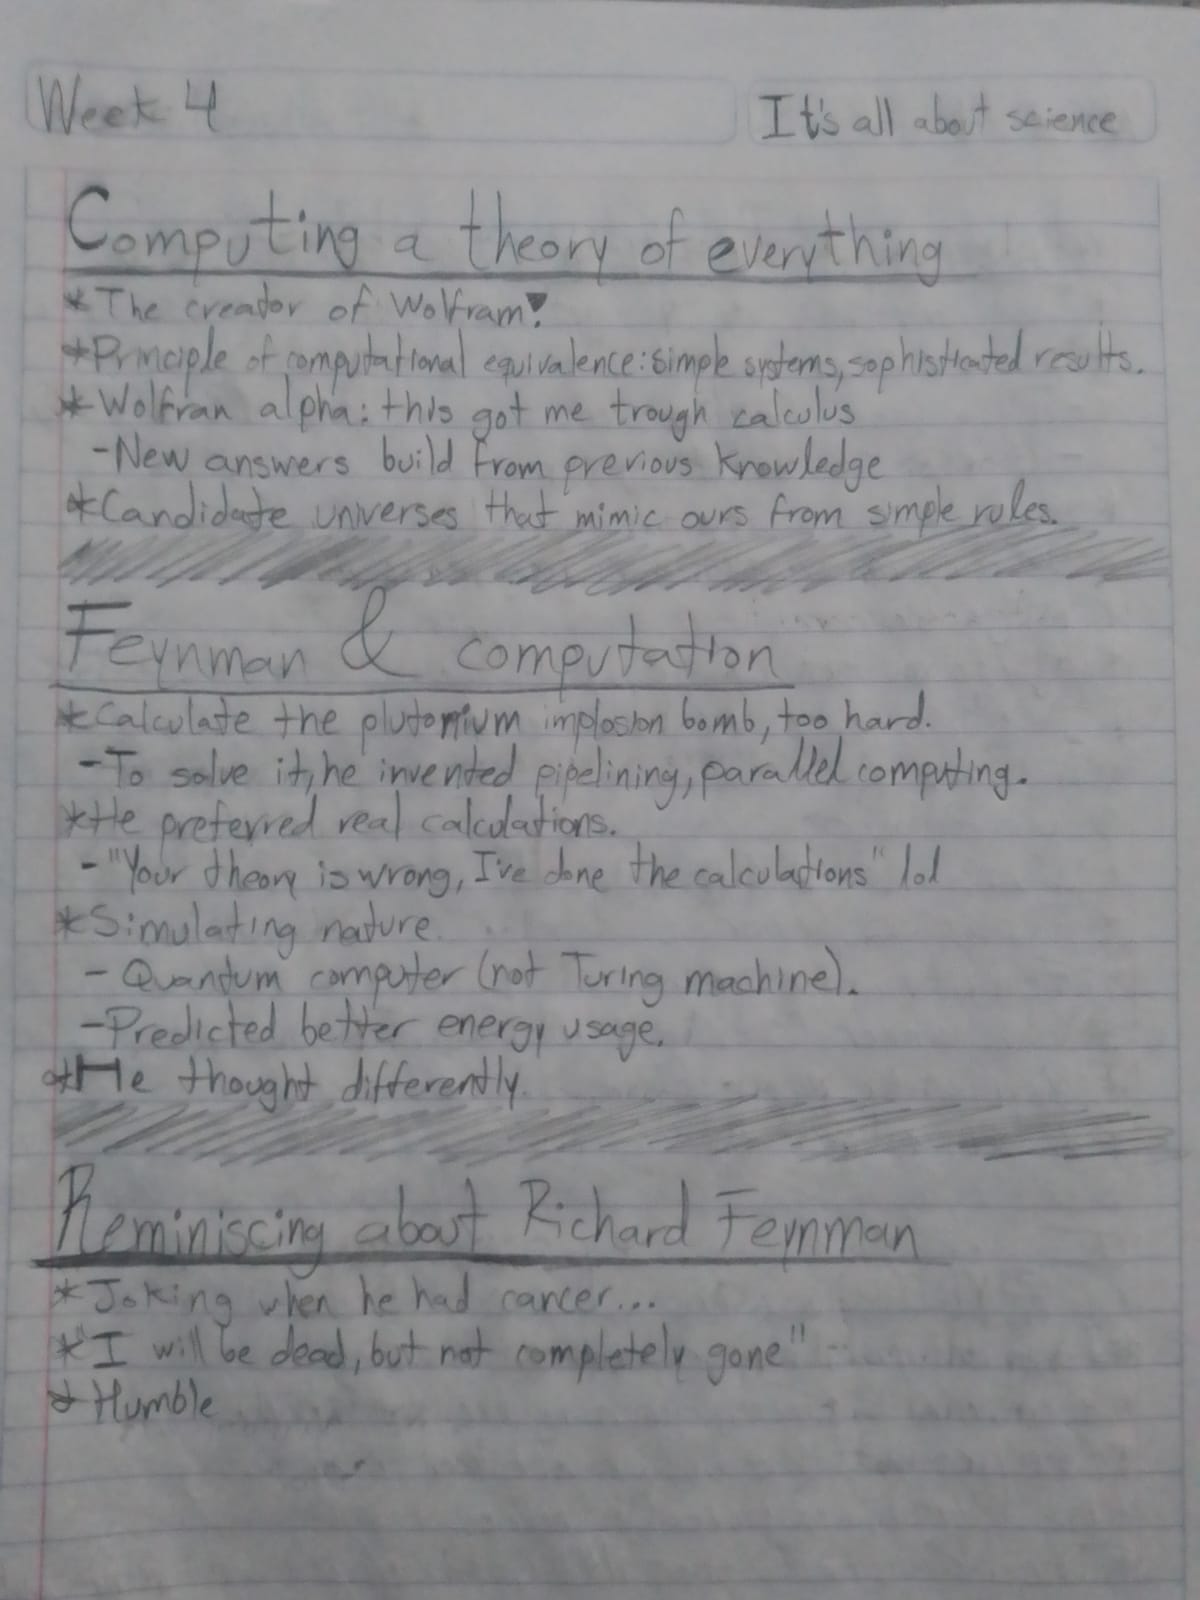 Week 4
It's all about science
Computing a theory of everything
* The creator of Wolfram!
* Principle of computational equivalence: simple systems, sophisticated results.
* Wolfran alpha: this got me trough calculus
- New answers build from previous knowledge
* Candidate universes that mimic ours from simple rules.
Feynman & computation
* Calculate the plutonium implosion bomb, too hard.
- To solve it, he invented pipelining, parallel computing.
* He preferred real calculations.
- "Your theory is wrong, I've done the calculations" lol
* Simulating nature.
- Quantum computer (not Turing machine).
- Predicted better energy usage.
* He thought differently.
Reminiscing about Richard Feynman
* Joking when he had cancer...
* "I will be dead, but not completely gone"
* Humble